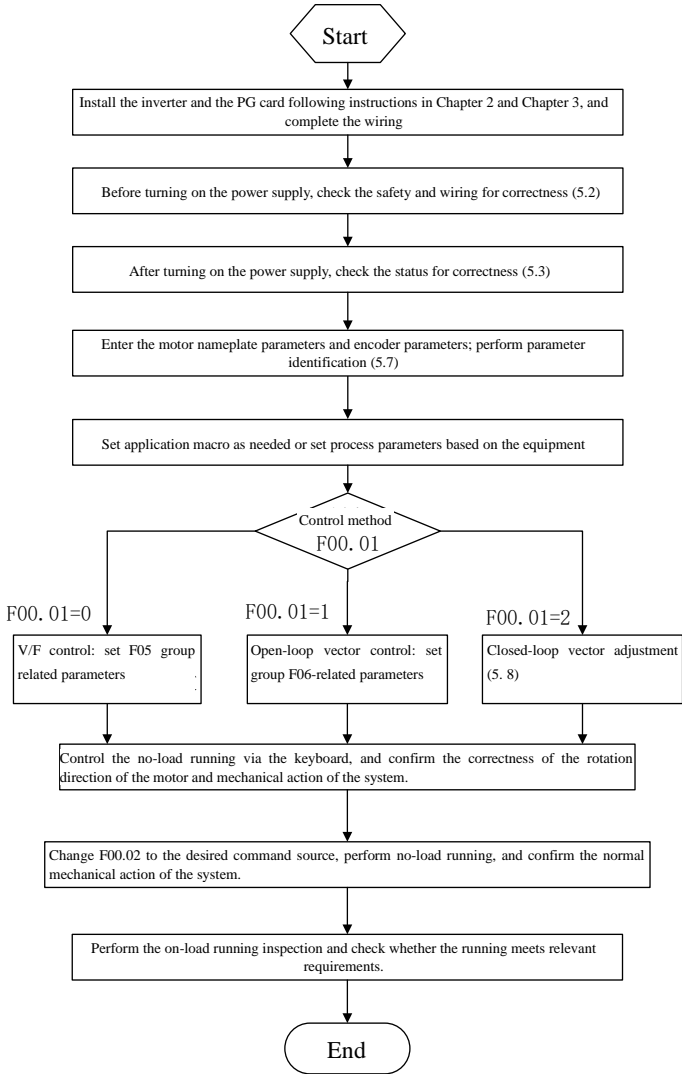 Start
Install the inverter and the PG card following instructions in Chapter 2 and Chapter 3, and
complete the wiring
Before turning on the power supply, check the safety and wiring for correctness (5.2)
After turning on the power supply, check the status for correctness (5.3)
Enter the motor nameplate parameters and encoder parameters; perform parameter
identification (5.7)
Set application macro as needed or set process parameters based on the equipment
Control method
F00.01
F00.01=0
F00.01=1
F00.01=2
V/F control: set F05 group
related parameters
Open-loop vector control: set
group F06-related parameters
Closed-loop vector adjustment
(5. 8)
Control the no-load running via the keyboard, and confirm the correctness of the rotation
direction of the motor and mechanical action of the system.
Change F00.02 to the desired command source, perform no-load running, and confirm the normal
mechanical action of the system.
Perform the on-load running inspection and check whether the running meets relevant
requirements.
End